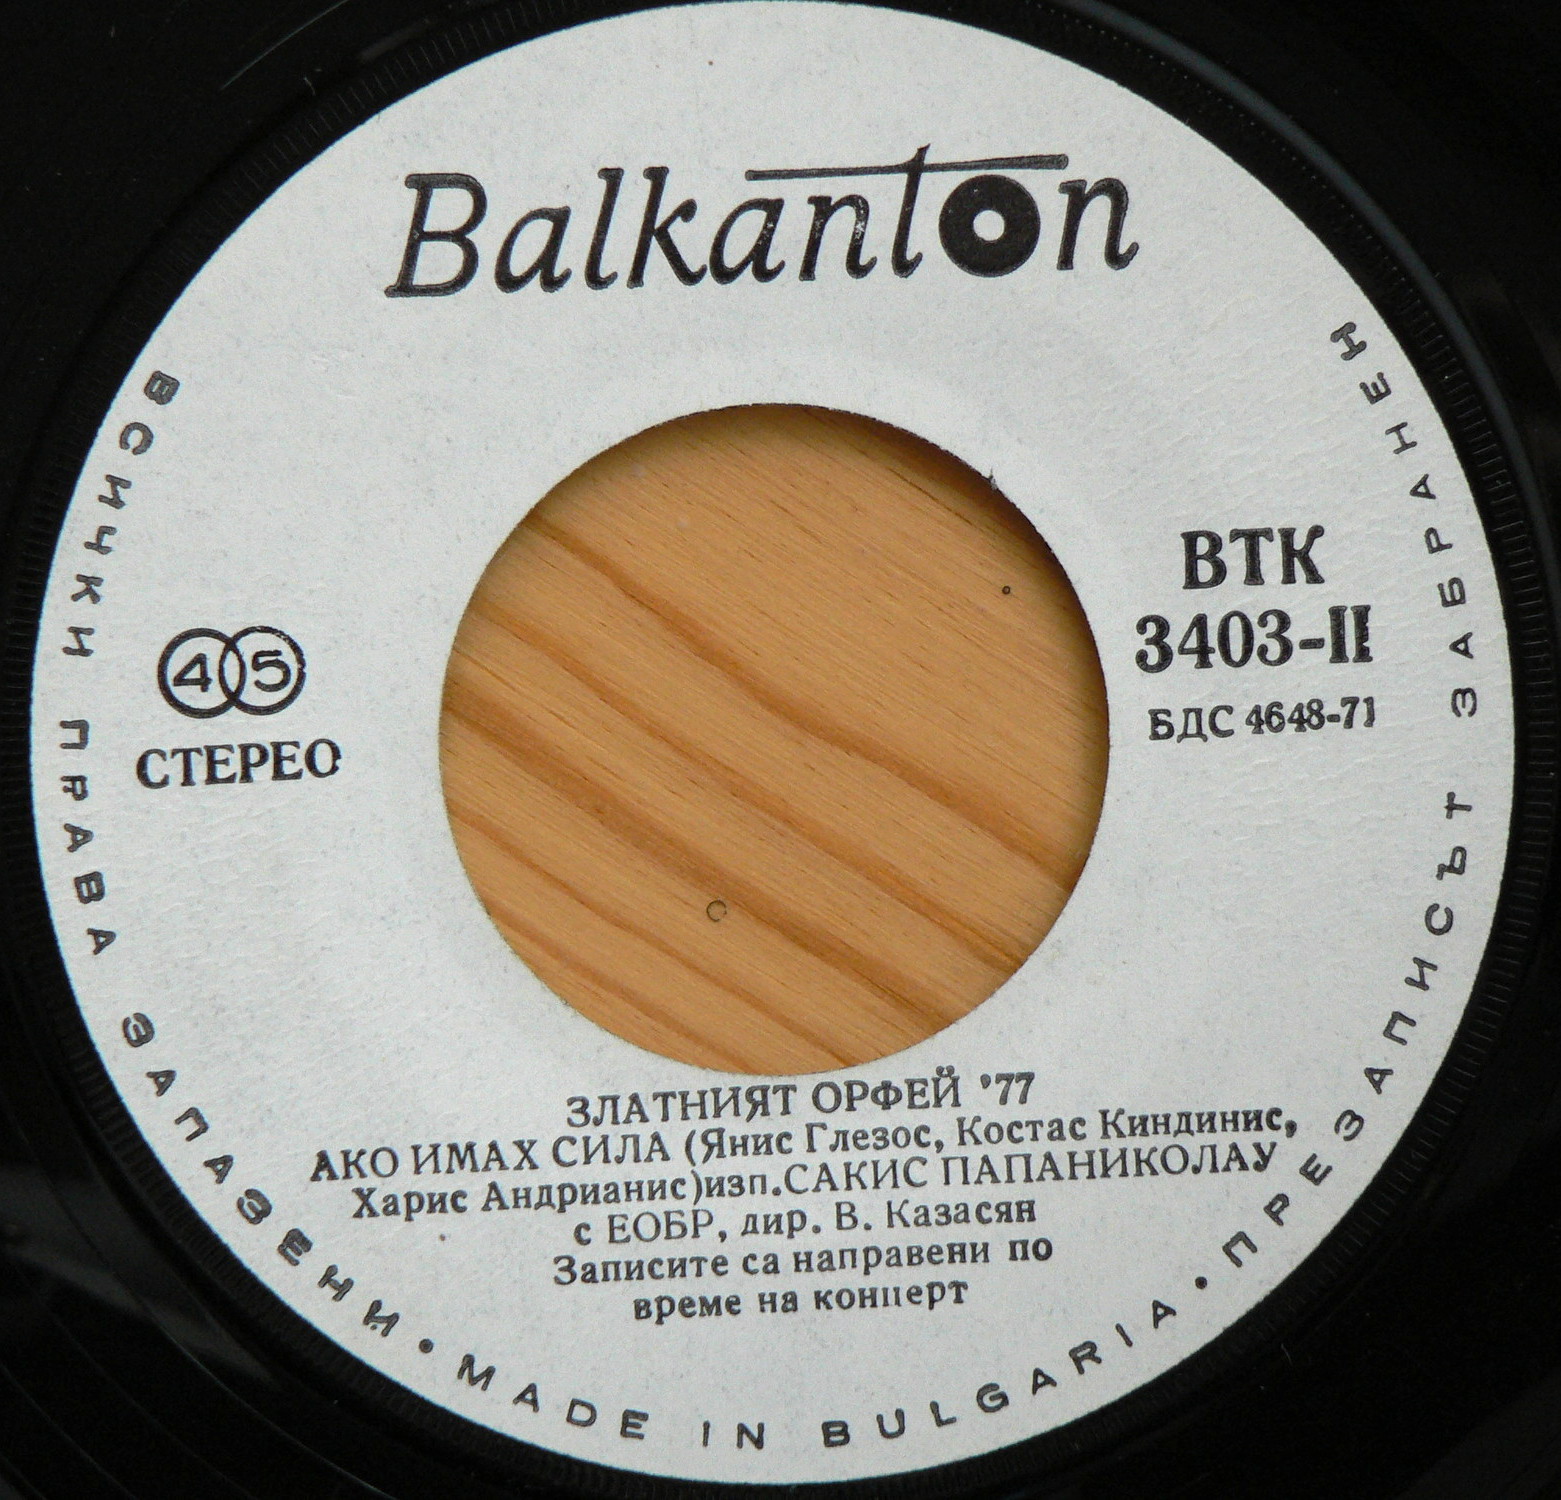 Balkanton
ВТК
3403-II
БДС 4648-71
45
СТЕРЕО
ЗЛАТНИЯТ ОРФЕЙ '77
АКО ИМАХ СИЛА (Янис Глезос, Костас Киндинис,
Харис Андрианис)изп.САКИС ПАПАНИКОЛАУ
с ЕОБР, дир. В. Казасян
Записите са направени по
време на концерт
ВСИЧКИ ПРАВА ЗАПАЗЕНИ • MADE IN BULGARIA • ПРЕЗАПИСЪТ ЗАБРАНЕН